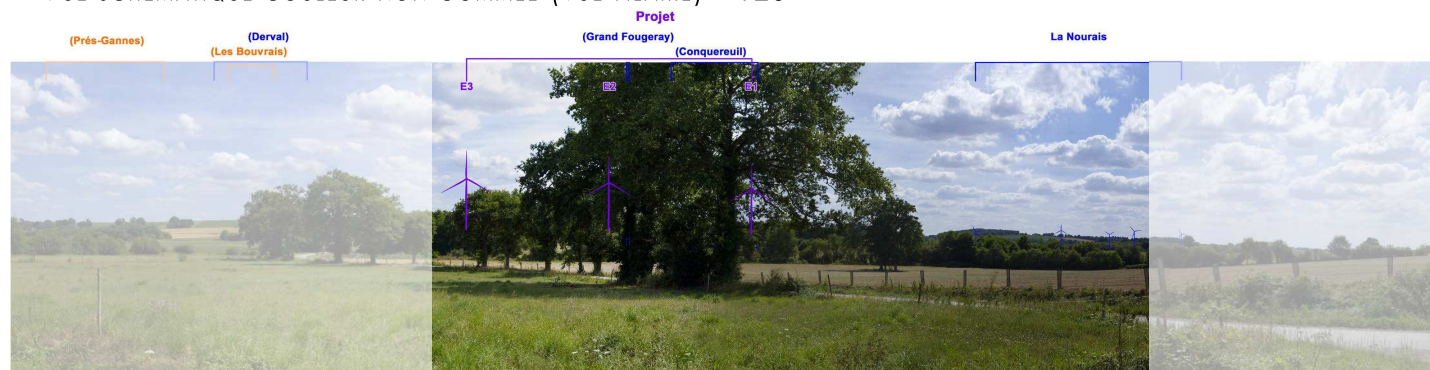 Projet
(Prés-Gannes)
(Derval)
(Les Bouvrais)
(Grand Fougeray)
(Conquereuil)
La Nourais
E3
E2
E1